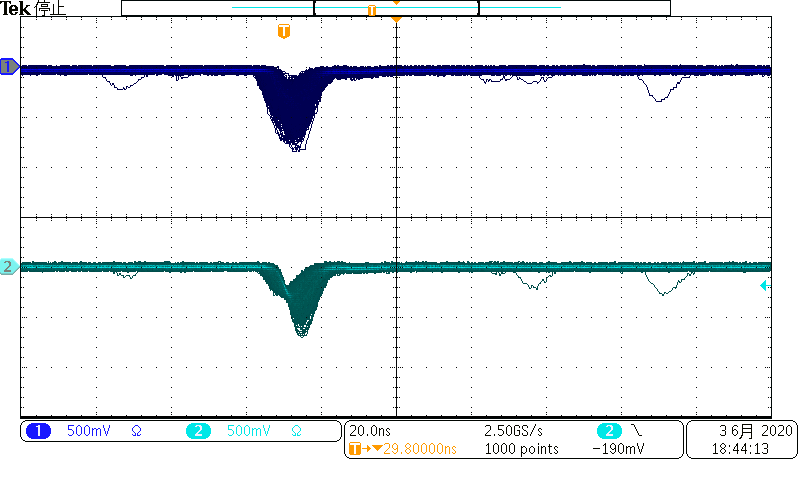 Tek 停止
T
T
1
2
1 500mV Ω 2 500mV Ω
20.0ns 2.50GS/s 2
T→▼29.80000ns 1000 points −190mV
3 6月 2020
18:44:13